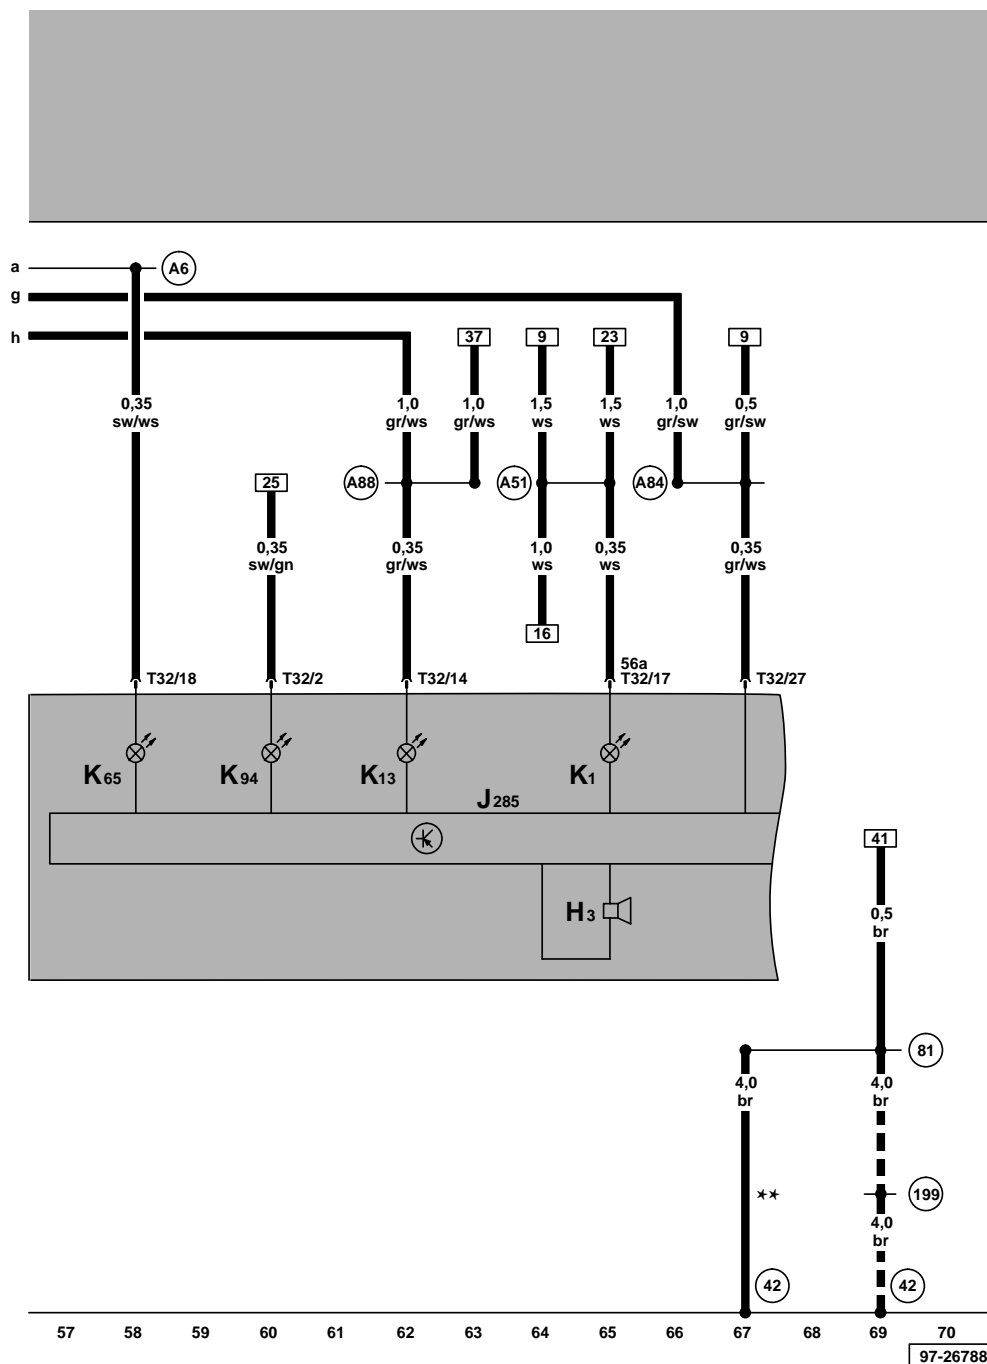 a
A6
g
h
37
9
23
9
0,35
sw/ws
1,0
gr/ws
1,0
gr/ws
1,5
ws
1,5
ws
1,0
gr/sw
0,5
gr/sw
25
A88
A51
A84
0,35
sw/gn
0,35
gr/ws
1,0
ws
0,35
ws
0,35
gr/ws
16
56a
T32/18
T32/2
T32/14
T32/17
T32/27
K65
K94
K13
K1
J285
41
H3
0,5
br
81
4,0
br
4,0
br
★★
199
4,0
br
42
42
57 58 59 60 61 62 63 64 65 66 67 68 69 70
97-26788